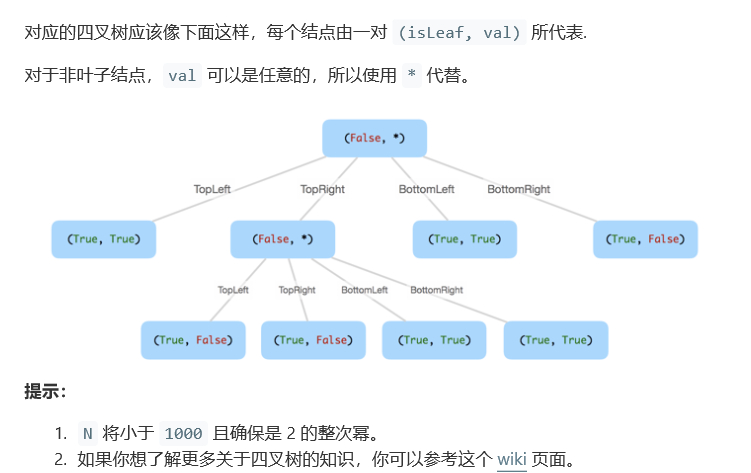 对应的四叉树应该像下面这样，每个结点由一对 (isLeaf, val) 所代表.
对于非叶子结点，val 可以是任意的，所以使用 * 代替。
(False, *)
TopLeft TopRight BottomLeft BottomRight
(True, True) (False, *) (True, True) (True, False)
TopLeft TopRight BottomLeft BottomRight
(True, False) (True, False) (True, True) (True, True)
提示：
1. N 将小于 1000 且确保是 2 的整次幂。
2. 如果你想了解更多关于四叉树的知识，你可以参考这个 wiki 页面。